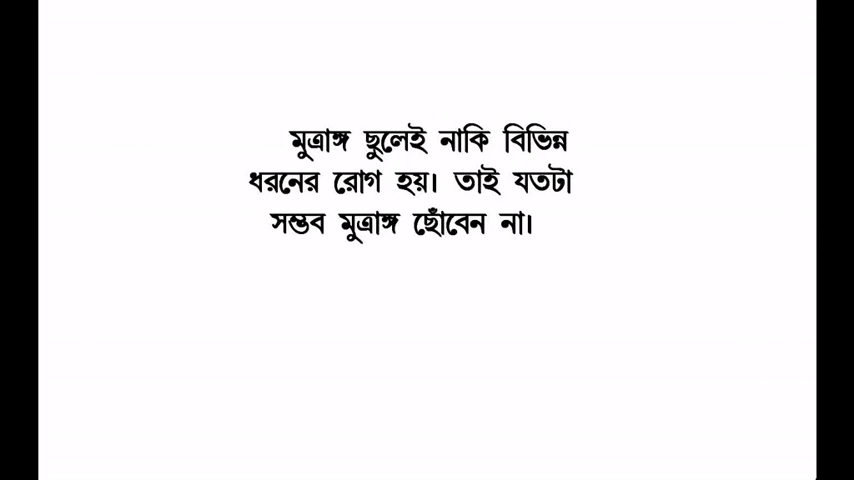 মুত্রাঙ্গ ছুলেই নাকি বিভিন্ন
ধরনের রোগ হয়। তাই যতটা
সম্ভব মুত্রাঙ্গ ছোঁবেন না।